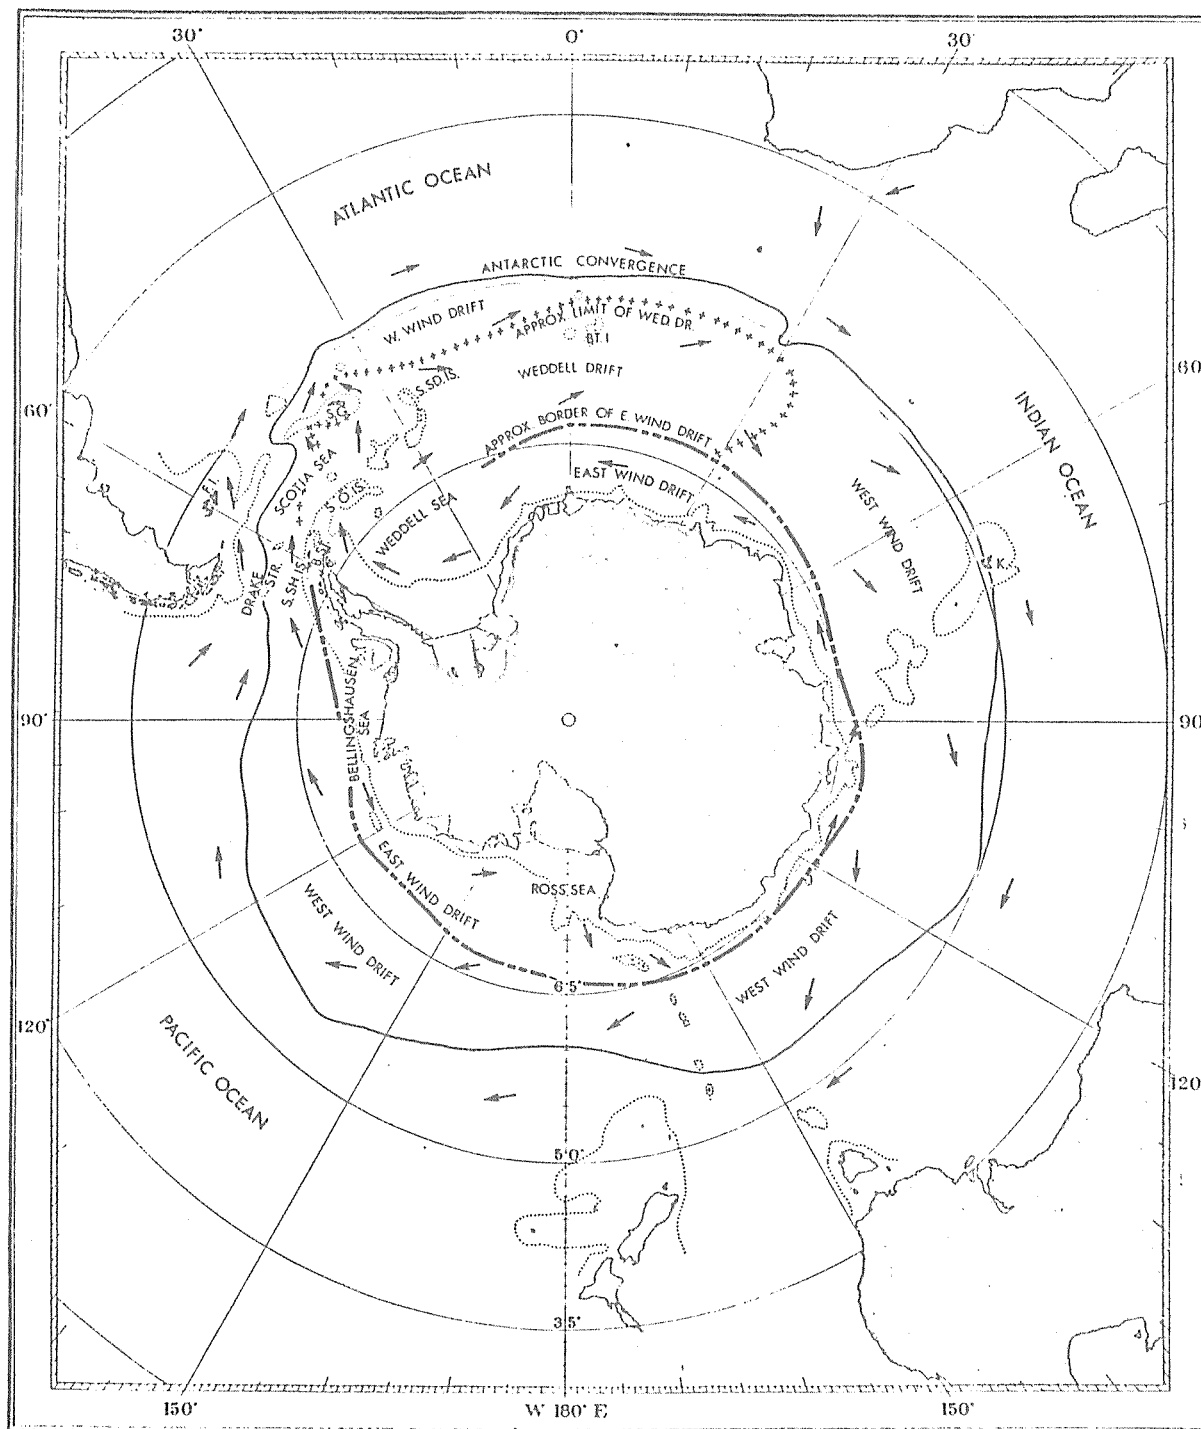 30°
0°
30°
ATLANTIC OCEAN
ANTARCTIC CONVERGENCE
W. WIND DRIFT
APPROX LIMIT OF WED. DR.
BT. I
60
S. SD. IS.
WEDDELL DRIFT
60°
S.G.
APPROX BORDER OF E. WIND DRIFT
INDIAN OCEAN
SCOTIA SEA
EAST WIND DRIFT
F.I.
S. O. IS.
WEDDELL SEA
WEST WIND DRIFT
K.
DRAKE
STR.
S. SH. IS.
B. ST.
90°
BELLINGSHAUSEN
SEA
90
EAST WIND DRIFT
ROSS SEA
WEST WIND DRIFT
WEST WIND DRIFT
65°
120°
PACIFIC OCEAN
120
50°
35°
150°
W 180° E
150°